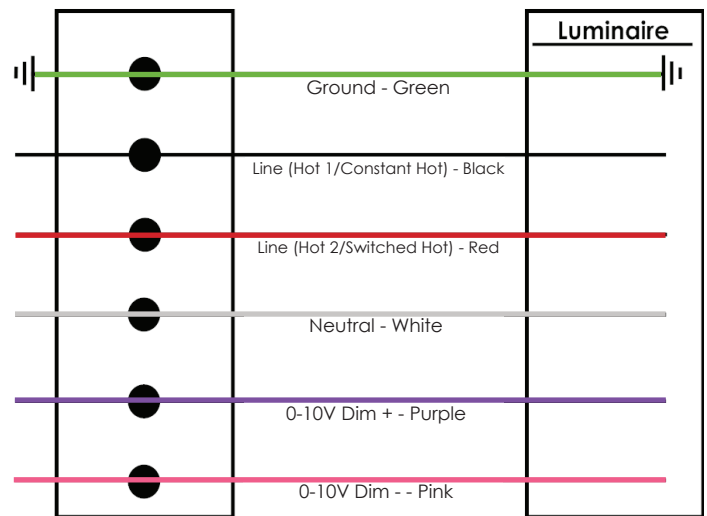 Luminaire
Ground - Green
Line (Hot 1/Constant Hot) - Black
Line (Hot 2/Switched Hot) - Red
Neutral - White
0-10V Dim + - Purple
0-10V Dim - - Pink